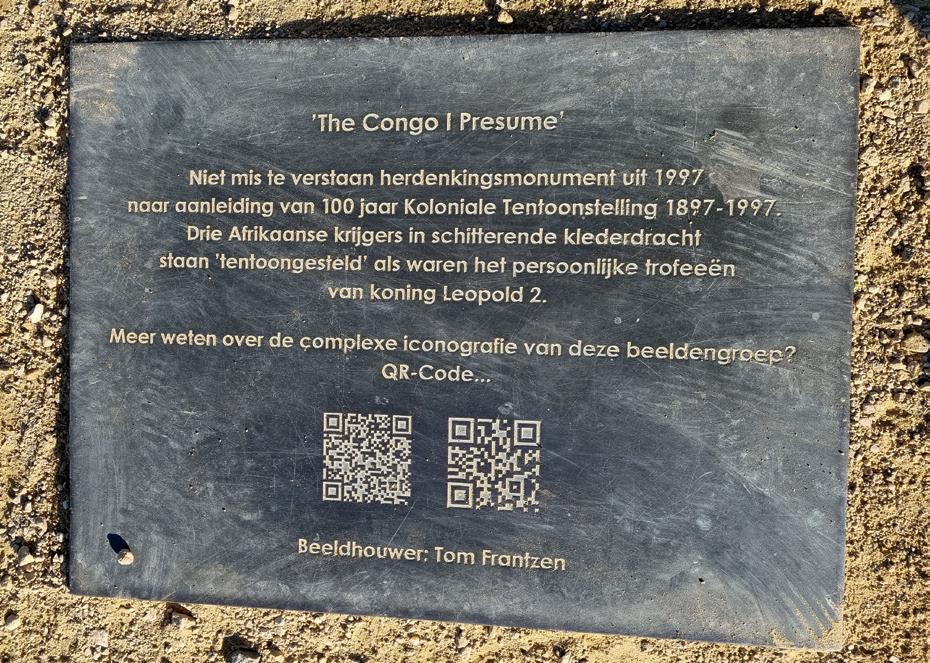 'The Congo I Presume'
Niet mis te verstaan herdenkingsmonument uit 1997
naar aanleiding van 100 jaar Koloniale Tentoonstelling 1897-1997.
Drie Afrikaanse krijgers in schitterende klederdracht
staan 'tentoongesteld' als waren het persoonlijke trofeeën
van koning Leopold 2.
Meer weten over de complexe iconografie van deze beeldengroep?
QR-Code...
Beeldhouwer: Tom Frantzen